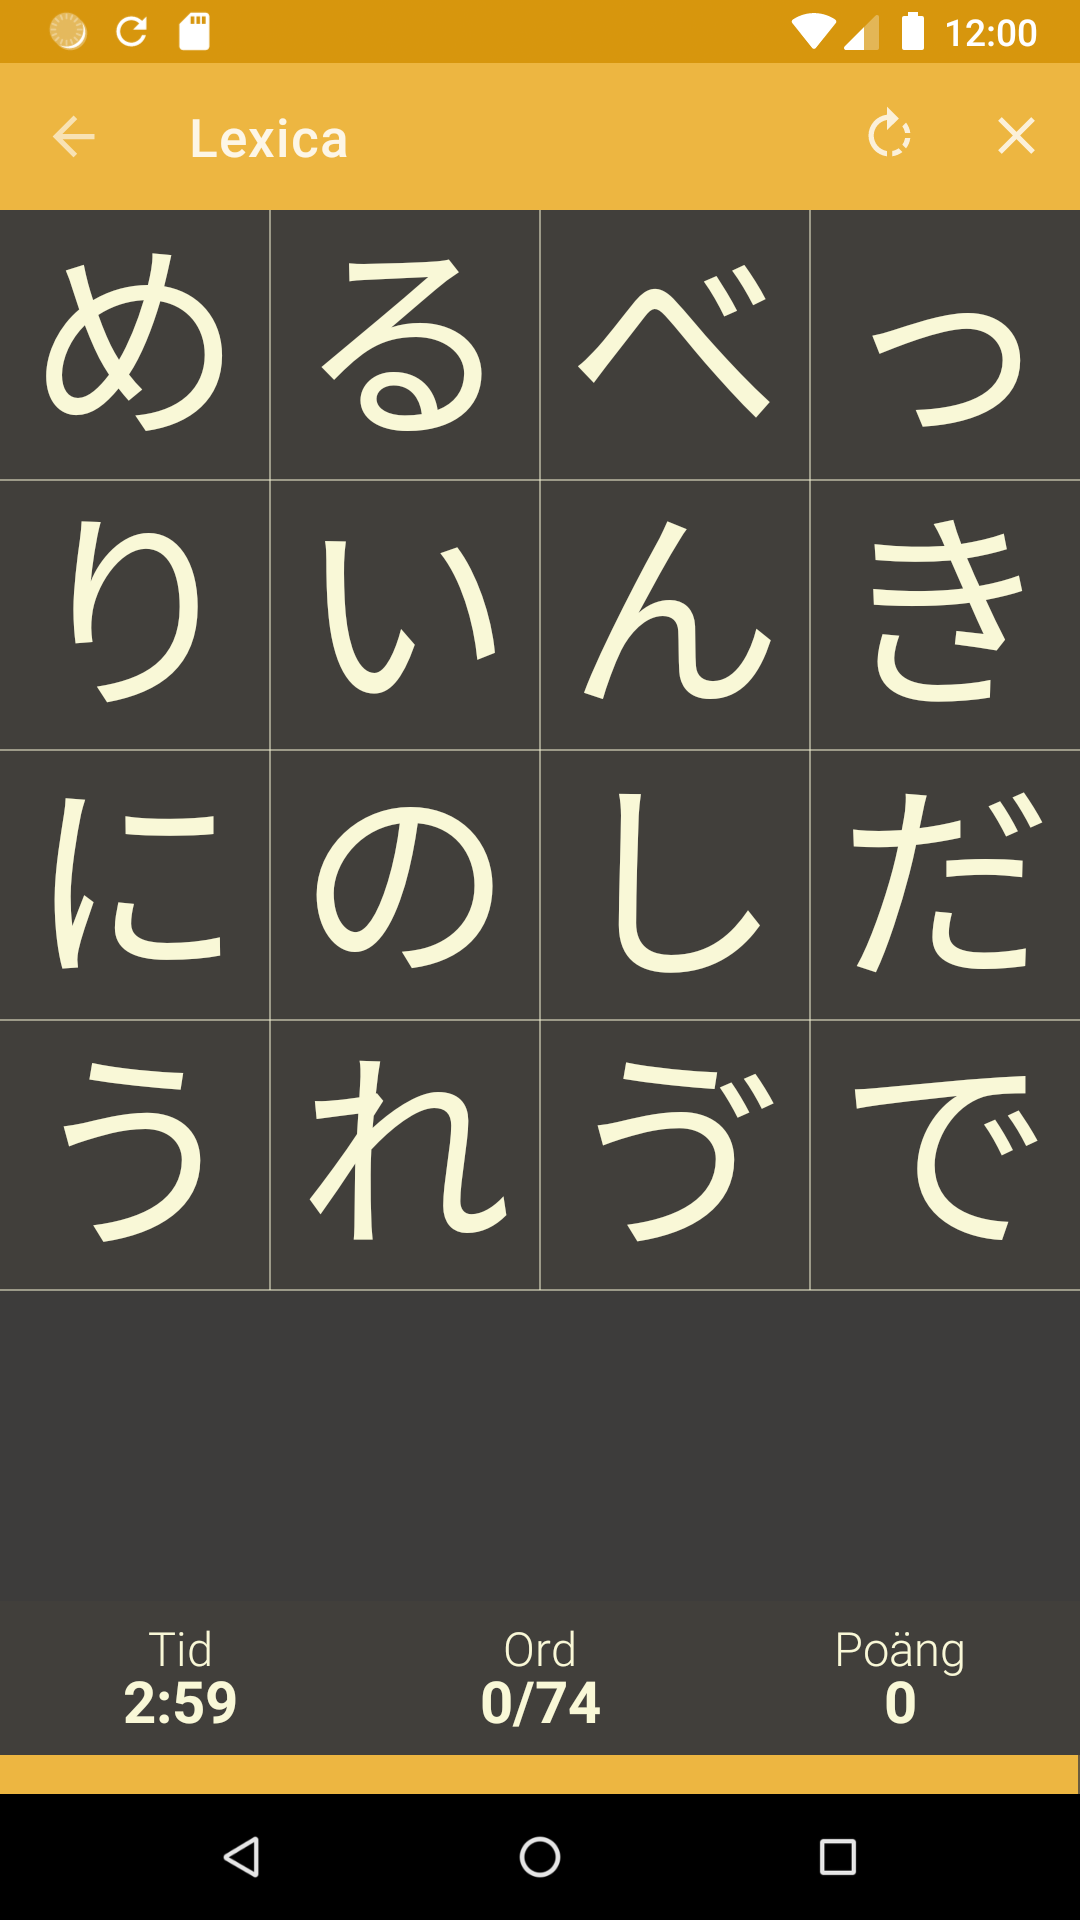 12:00
Lexica
め る べ っ
り い ん き
に の し だ
う れ ゔ で
Tid Ord Poäng
2:59 0/74 0